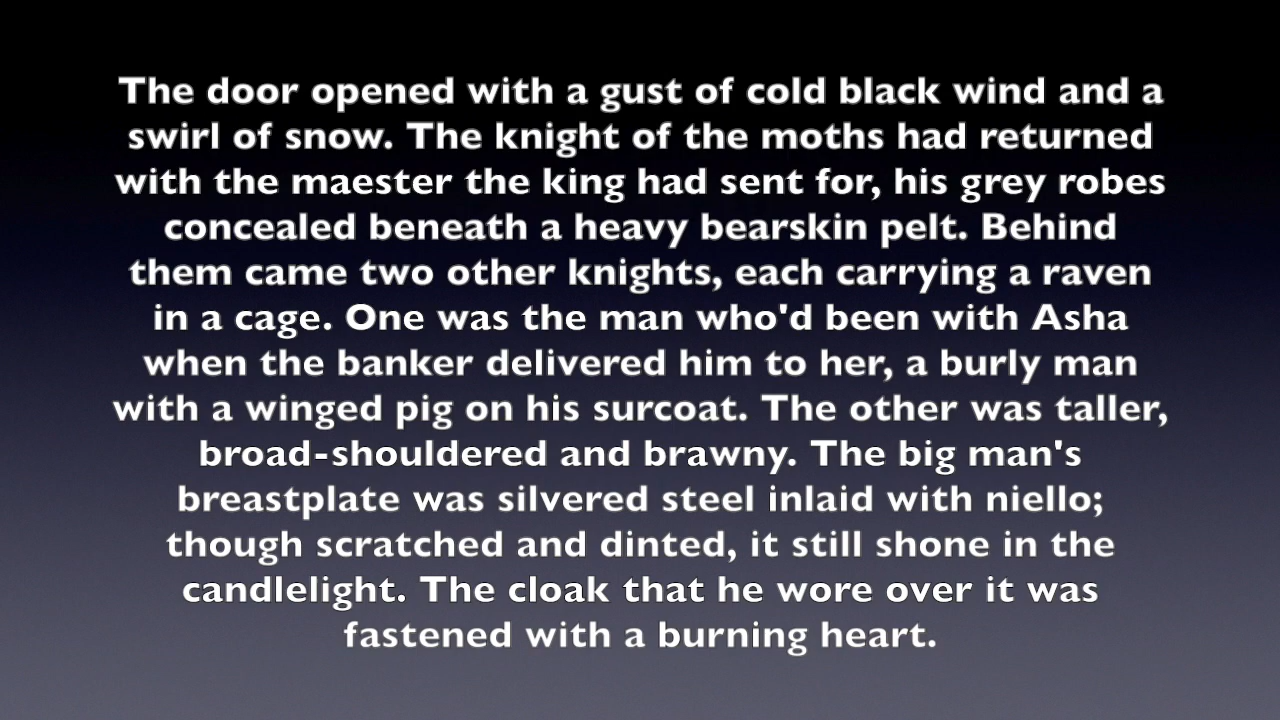 The door opened with a gust of cold black wind and a
swirl of snow. The knight of the moths had returned
with the maester the king had sent for, his grey robes
concealed beneath a heavy bearskin pelt. Behind
them came two other knights, each carrying a raven
in a cage. One was the man who'd been with Asha
when the banker delivered him to her, a burly man
with a winged pig on his surcoat. The other was taller,
broad-shouldered and brawny. The big man's
breastplate was silvered steel inlaid with niello;
though scratched and dinted, it still shone in the
candlelight. The cloak that he wore over it was
fastened with a burning heart.